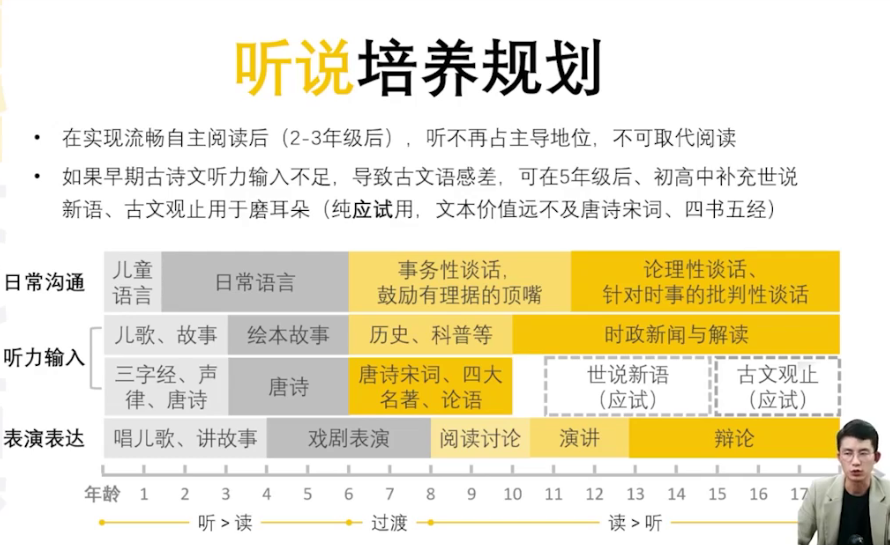 听说培养规划
• 在实现流畅自主阅读后（2-3年级后），听不再占主导地位，不可取代阅读
• 如果早期古诗文听力输入不足，导致古文语感差，可在5年级后、初高中补充世说
新语、古文观止用于磨耳朵（纯应试用，文本价值远不及唐诗宋词、四书五经）
日常沟通
儿童
语言
日常语言
事务性谈话，
鼓励有理据的顶嘴
论理性谈话、
针对时事的批判性谈话
听力输入
儿歌、故事
绘本故事
历史、科普等
时政新闻与解读
三字经、声
律、唐诗
唐诗
唐诗宋词、四大
名著、论语
世说新语
（应试）
古文观止
（应试）
表演表达
唱儿歌、讲故事
戏剧表演
阅读讨论
演讲
辩论
年龄 1 2 3 4 5 6 7 8 9 10 11 12 13 14 15 16 17
听 > 读
过渡
读 > 听